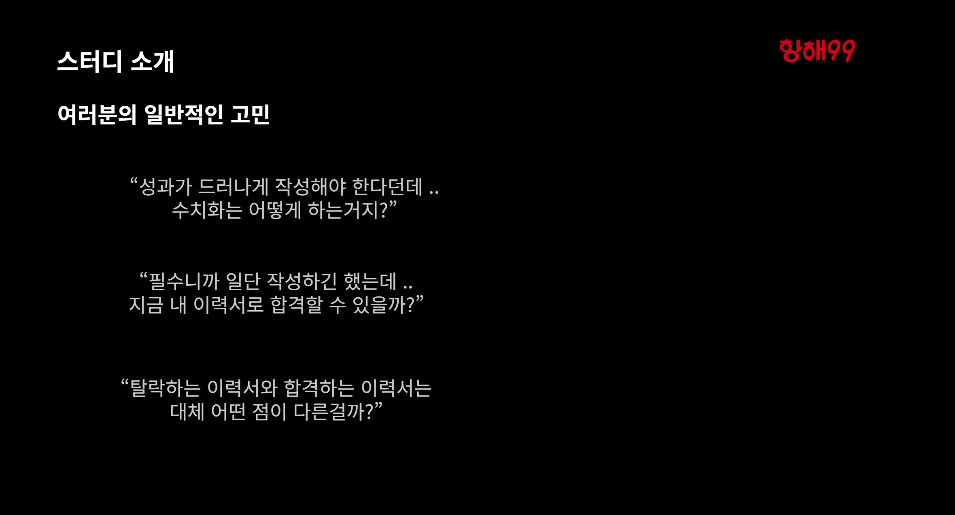 스터디 소개
항해99
여러분의 일반적인 고민
“성과가 드러나게 작성해야 한다던데 ..
수치화는 어떻게 하는거지?”
“필수니까 일단 작성하긴 했는데 ..
지금 내 이력서로 합격할 수 있을까?”
“탈락하는 이력서와 합격하는 이력서는
대체 어떤 점이 다른걸까?”